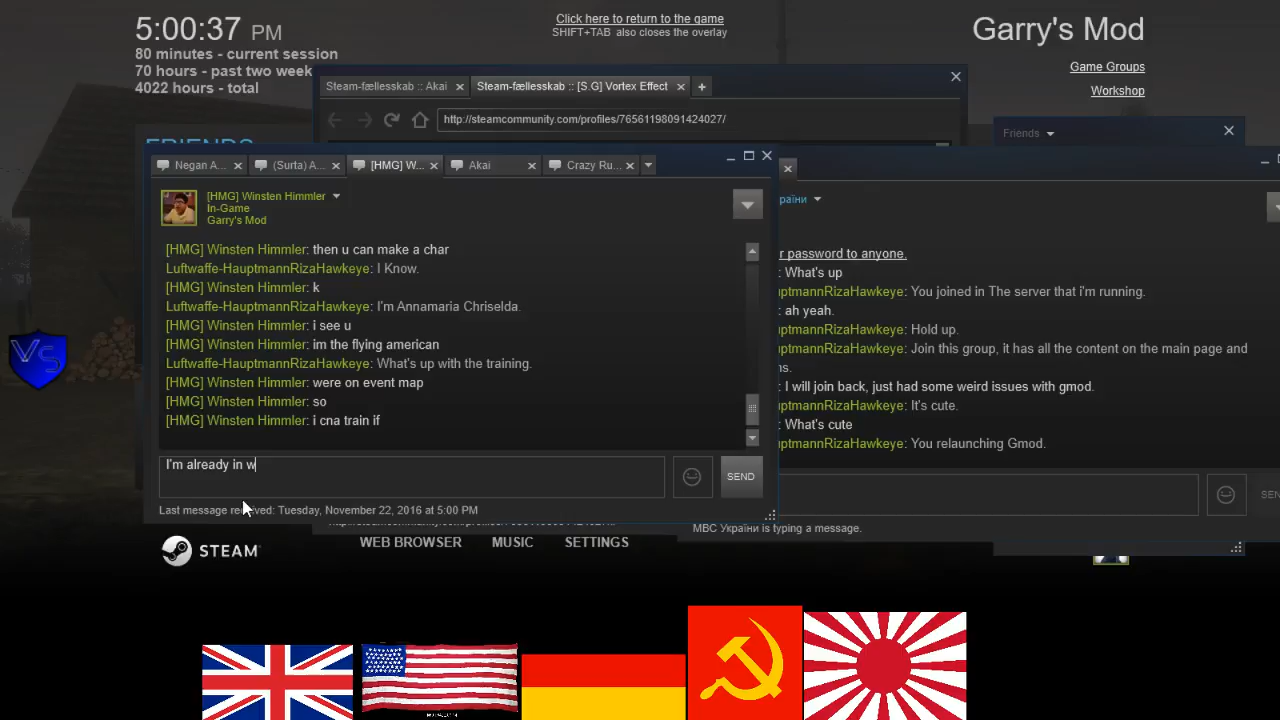 5:00:37 PM
80 minutes - current session
70 hours - past two week
4022 hours - total
Click here to return to the game
SHIFT+TAB also closes the overlay
Garry's Mod
Game Groups
Workshop
FRIENDS
Steam-fællesskab :: Akai
Steam-fællesskab :: [S.G] Vortex Effect
http://steamcommunity.com/profiles/76561198091424027/
Friends
Negan A...
(Surta) A...
[HMG] W...
Akai
Crazy Ru...
[HMG] Winsten Himmler
In-Game
Garry's Mod
[HMG] Winsten Himmler: then u can make a char
Luftwaffe-HauptmannRizaHawkeye: I Know.
[HMG] Winsten Himmler: k
Luftwaffe-HauptmannRizaHawkeye: I'm Annamaria Chriselda.
[HMG] Winsten Himmler: i see u
[HMG] Winsten Himmler: im the flying american
Luftwaffe-HauptmannRizaHawkeye: What's up with the training.
[HMG] Winsten Himmler: were on event map
[HMG] Winsten Himmler: so
[HMG] Winsten Himmler: i cna train if
I'm already in w
SEND
Last message received: Tuesday, November 22, 2016 at 5:00 PM
раїни
r password to anyone.
: What's up
uptmannRizaHawkeye: You joined in The server that i'm running.
: ah yeah.
uptmannRizaHawkeye: Hold up.
uptmannRizaHawkeye: Join this group, it has all the content on the main page and
ns.
: I will join back, just had some weird issues with gmod.
uptmannRizaHawkeye: It's cute.
: What's cute
uptmannRizaHawkeye: You relaunching Gmod.
SEN
МВС України is typing a message.
VS
STEAM
WEB BROWSER
MUSIC
SETTINGS